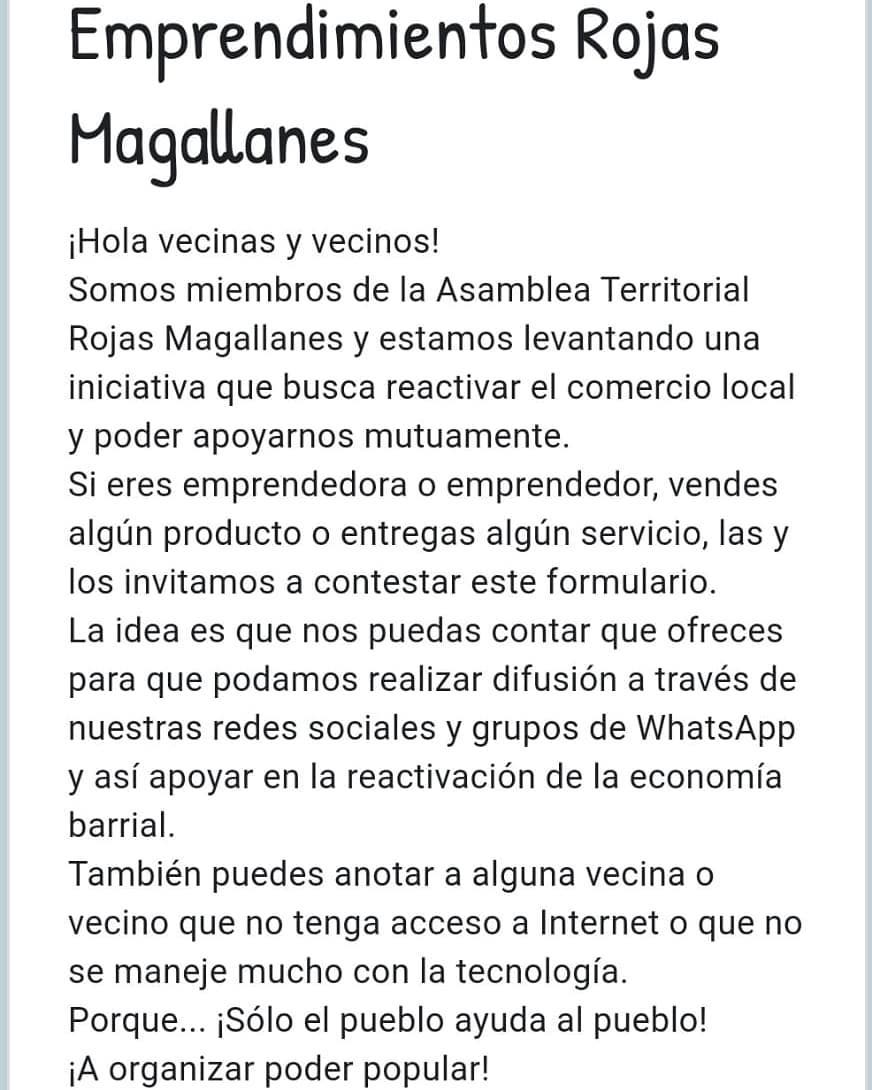 Emprendimientos Rojas
Magallanes
¡Hola vecinas y vecinos!
Somos miembros de la Asamblea Territorial
Rojas Magallanes y estamos levantando una
iniciativa que busca reactivar el comercio local
y poder apoyarnos mutuamente.
Si eres emprendedora o emprendedor, vendes
algún producto o entregas algún servicio, las y
los invitamos a contestar este formulario.
La idea es que nos puedas contar que ofreces
para que podamos realizar difusión a través de
nuestras redes sociales y grupos de WhatsApp
y así apoyar en la reactivación de la economía
barrial.
También puedes anotar a alguna vecina o
vecino que no tenga acceso a Internet o que no
se maneje mucho con la tecnología.
Porque... ¡Sólo el pueblo ayuda al pueblo!
¡A organizar poder popular!